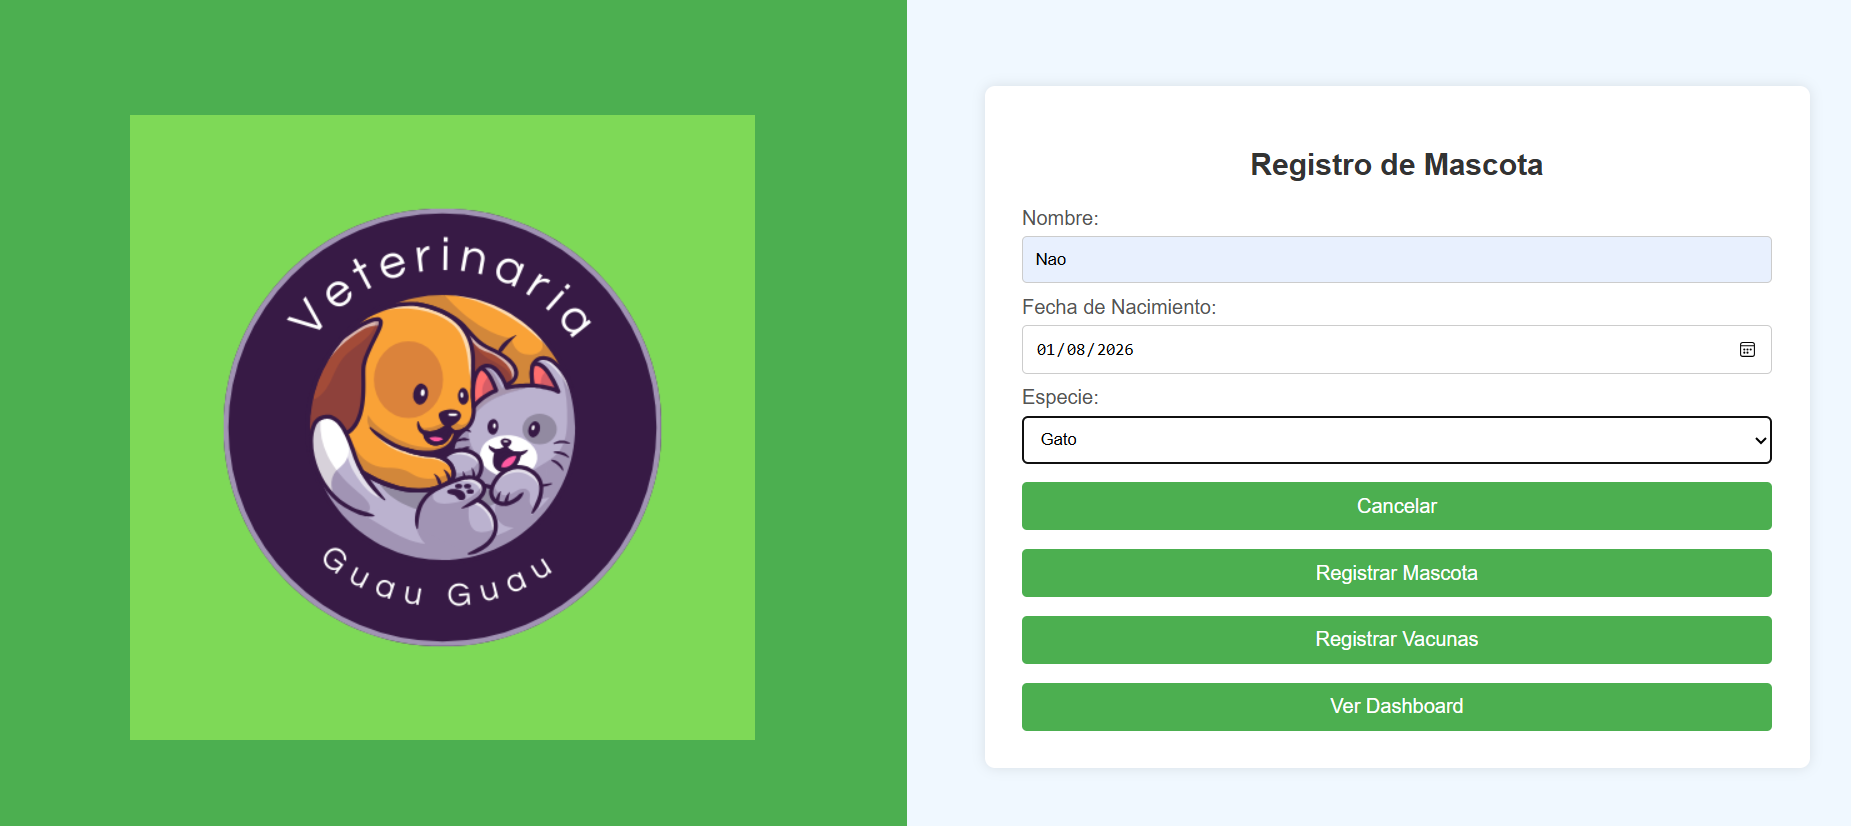 Veterinaria
Guau Guau
Registro de Mascota
Nombre:
Nao
Fecha de Nacimiento:
01/08/2026
Especie:
Gato
Cancelar
Registrar Mascota
Registrar Vacunas
Ver Dashboard